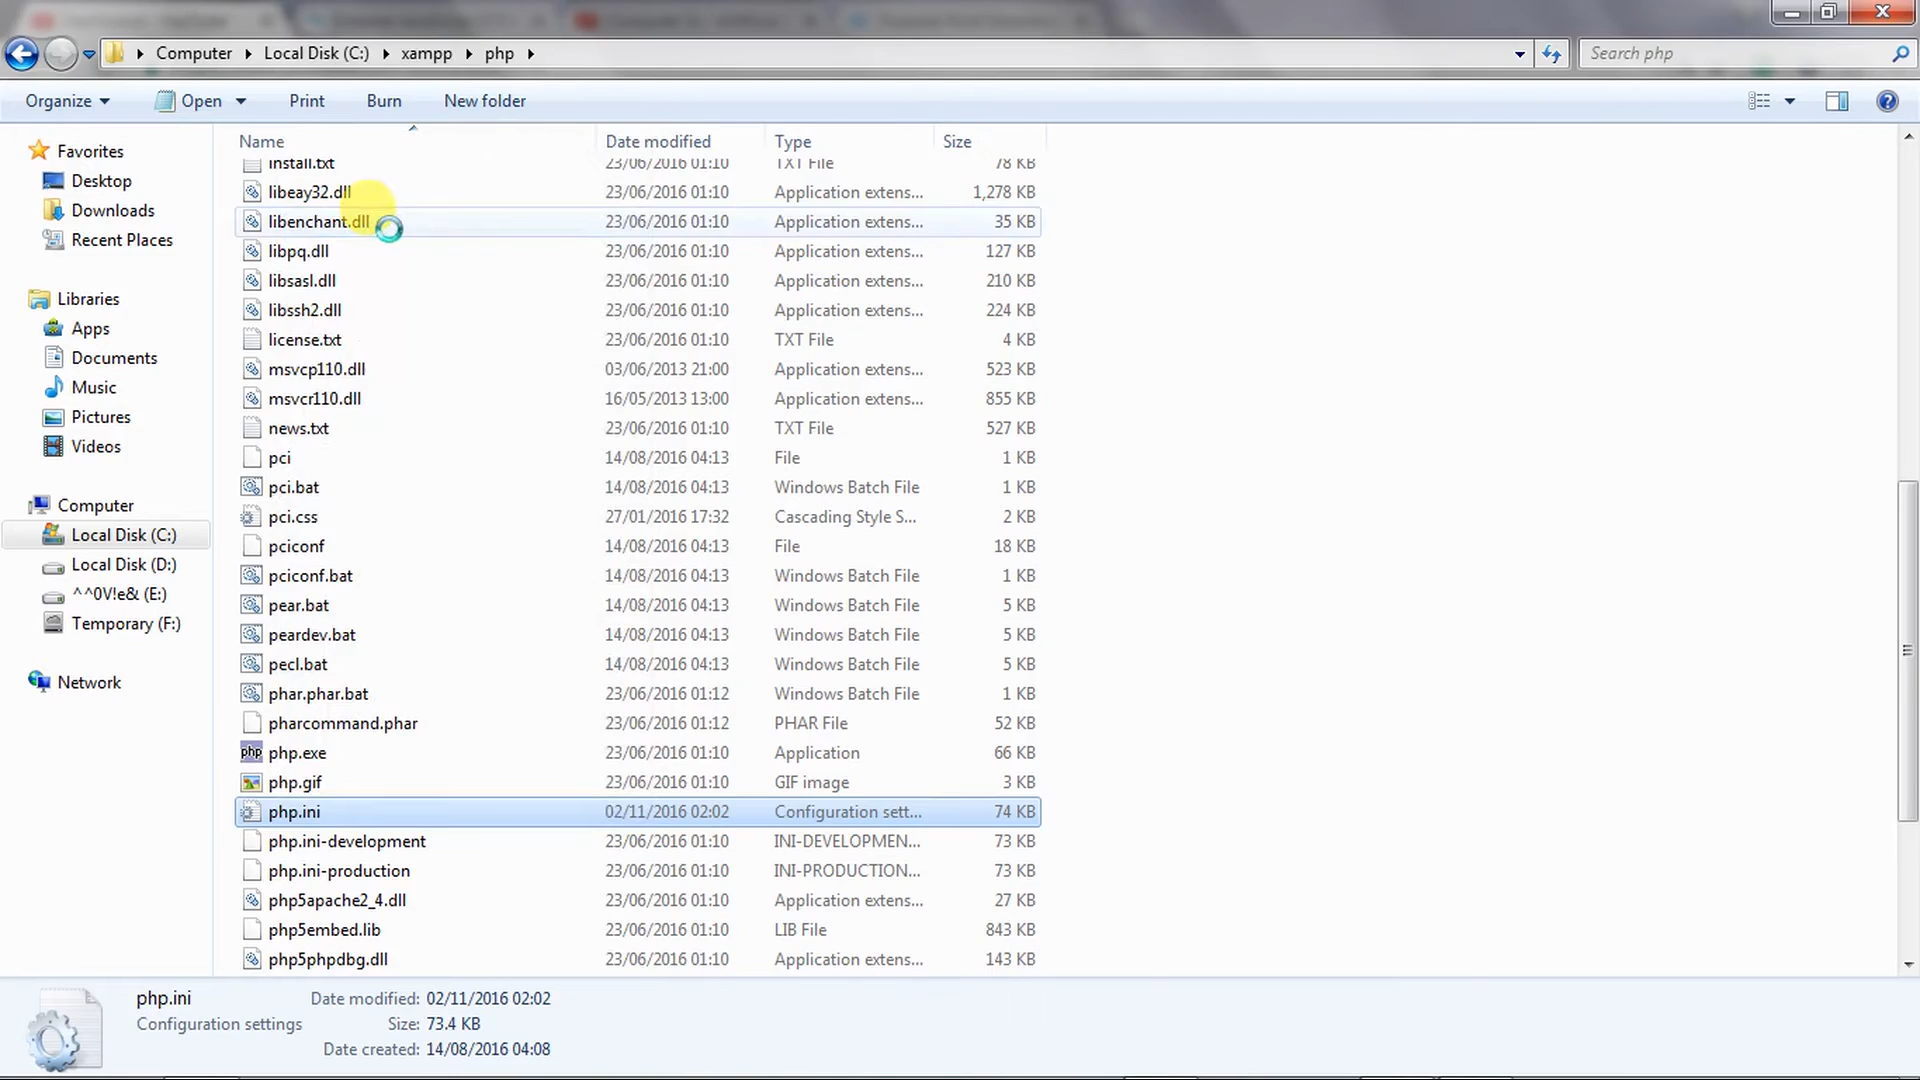 Computer Local Disk (C:) xampp php Search php
Organize Open Print Burn New folder
Name Date modified Type Size
Favorites
Desktop
Downloads
Recent Places
Libraries
Apps
Documents
Music
Pictures
Videos
Computer
Local Disk (C:)
Local Disk (D:)
^^0V!e& (E:)
Temporary (F:)
Network
install.txt 23/06/2016 01:10 TXT File 78 KB
libeay32.dll 23/06/2016 01:10 Application extens... 1,278 KB
libenchant.dll 23/06/2016 01:10 Application extens... 35 KB
libpq.dll 23/06/2016 01:10 Application extens... 127 KB
libsasl.dll 23/06/2016 01:10 Application extens... 210 KB
libssh2.dll 23/06/2016 01:10 Application extens... 224 KB
license.txt 23/06/2016 01:10 TXT File 4 KB
msvcp110.dll 03/06/2013 21:00 Application extens... 523 KB
msvcr110.dll 16/05/2013 13:00 Application extens... 855 KB
news.txt 23/06/2016 01:10 TXT File 527 KB
pci 14/08/2016 04:13 File 1 KB
pci.bat 14/08/2016 04:13 Windows Batch File 1 KB
pci.css 27/01/2016 17:32 Cascading Style S... 2 KB
pciconf 14/08/2016 04:13 File 18 KB
pciconf.bat 14/08/2016 04:13 Windows Batch File 1 KB
pear.bat 14/08/2016 04:13 Windows Batch File 5 KB
peardev.bat 14/08/2016 04:13 Windows Batch File 5 KB
pecl.bat 14/08/2016 04:13 Windows Batch File 5 KB
phar.phar.bat 23/06/2016 01:12 Windows Batch File 1 KB
pharcommand.phar 23/06/2016 01:12 PHAR File 52 KB
php php.exe 23/06/2016 01:10 Application 66 KB
php.gif 23/06/2016 01:10 GIF image 3 KB
php.ini 02/11/2016 02:02 Configuration sett... 74 KB
php.ini-development 23/06/2016 01:10 INI-DEVELOPMEN... 73 KB
php.ini-production 23/06/2016 01:10 INI-PRODUCTION... 73 KB
php5apache2_4.dll 23/06/2016 01:10 Application extens... 27 KB
php5embed.lib 23/06/2016 01:10 LIB File 843 KB
php5phpdbg.dll 23/06/2016 01:10 Application extens... 143 KB
php.ini Date modified: 02/11/2016 02:02
Configuration settings Size: 73.4 KB
Date created: 14/08/2016 04:08